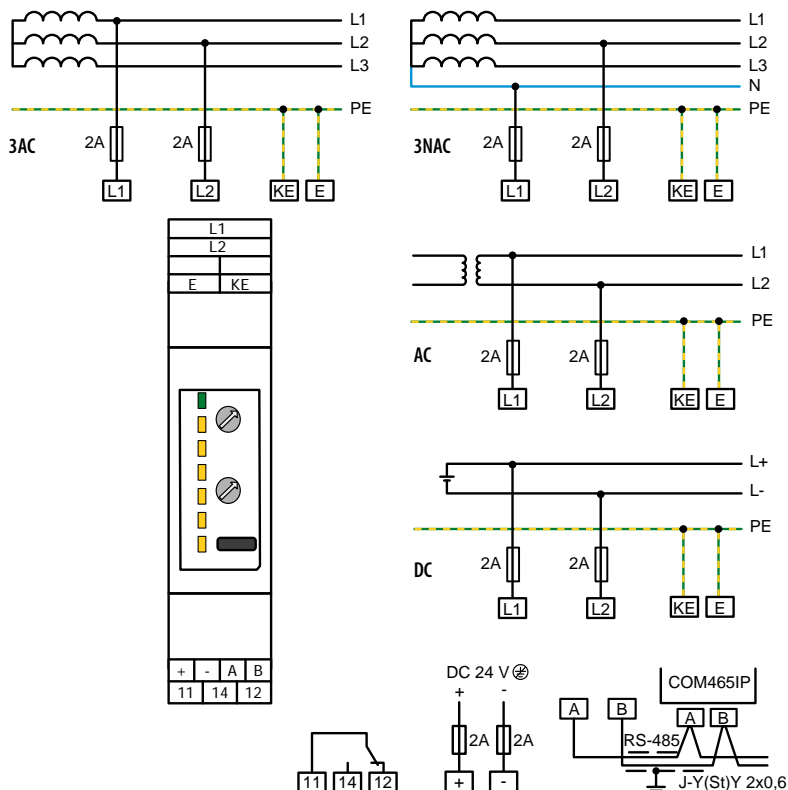 L1
L2
L3
PE
3AC
2A
2A
L1
L2
KE
E
L1
L2
L3
N
PE
3NAC
2A
2A
L1
L2
KE
E
L1
L2
E KE
+ - A B
11 14 12
L1
L2
PE
AC
2A
2A
L1
L2
KE
E
L+
L-
PE
DC
2A
2A
L1
L2
KE
E
11 14 12
DC 24 V
+ -
2A 2A
+ -
COM465IP
A B
A B
RS-485
J-Y(St)Y 2x0,6